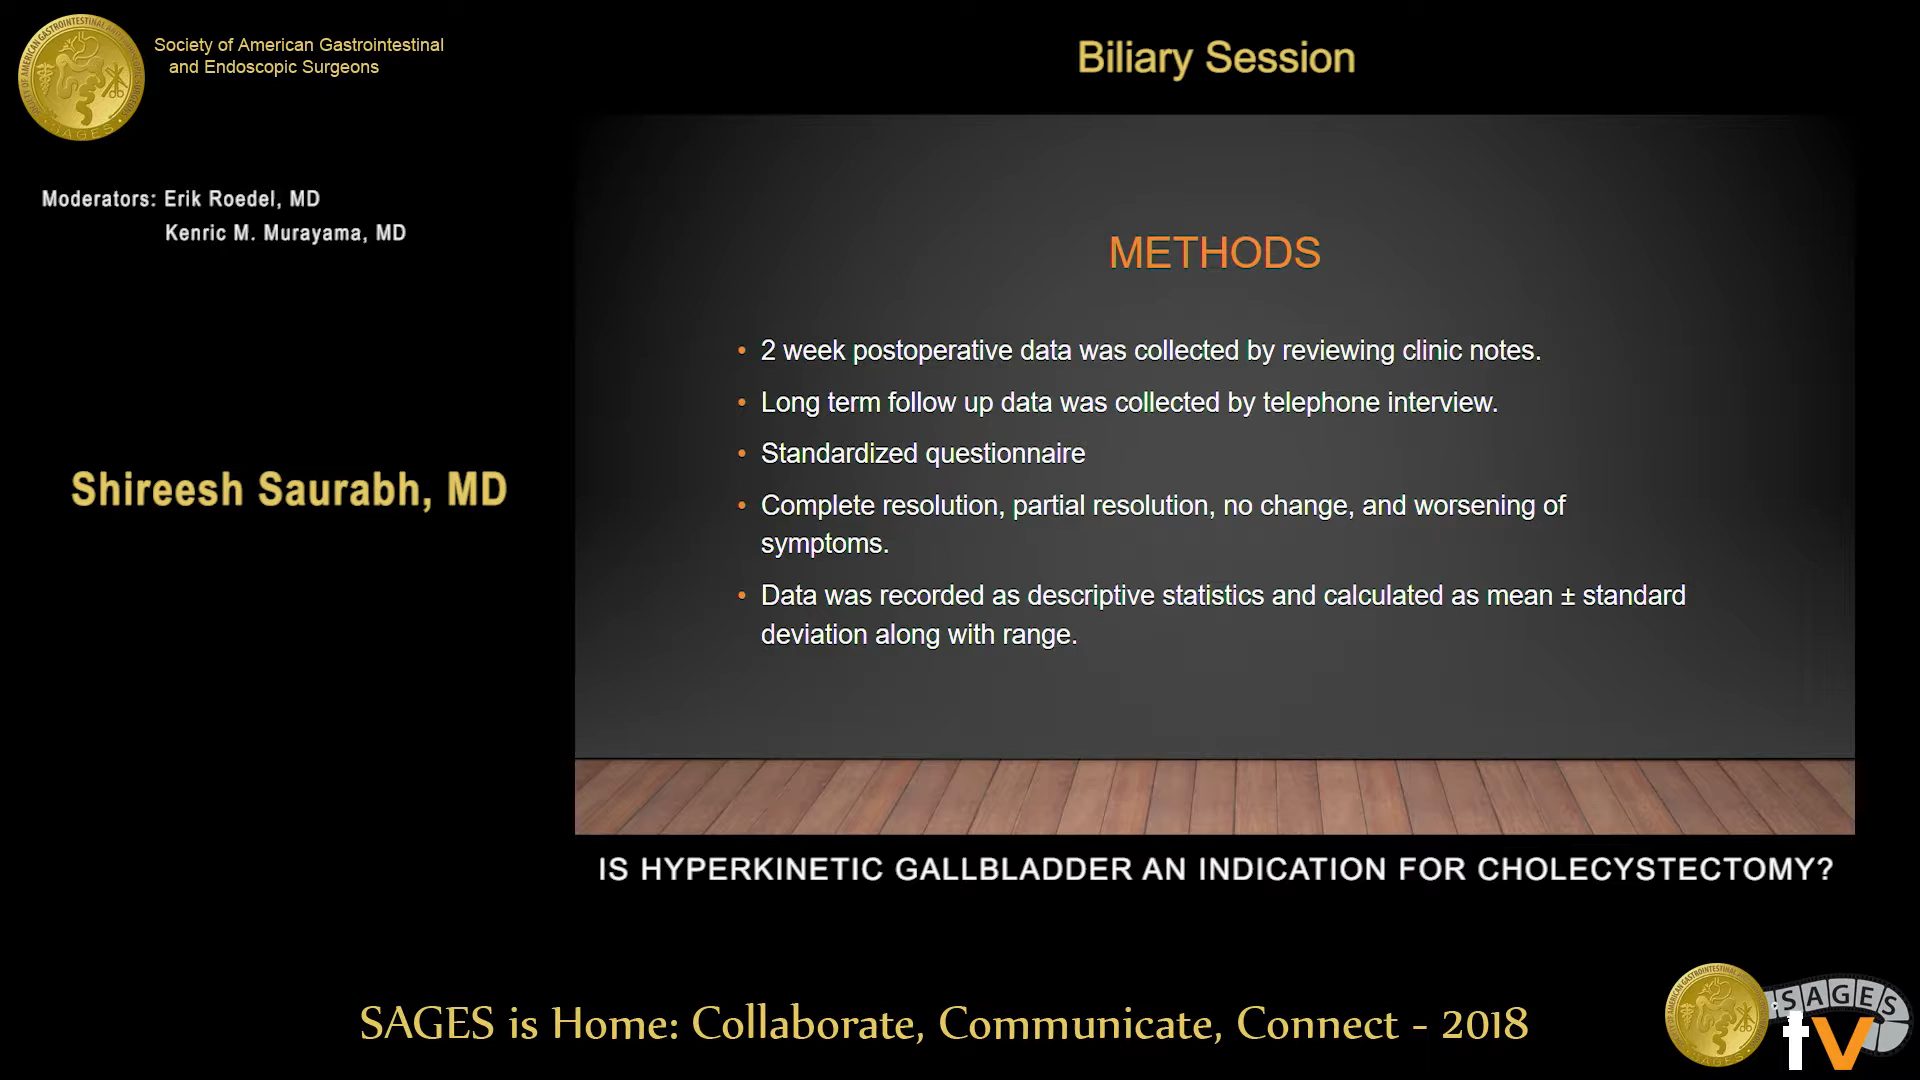 Society of American Gastrointestinal
and Endoscopic Surgeons
Biliary Session
Moderators: Erik Roedel, MD
Kenric M. Murayama, MD
Shireesh Saurabh, MD
METHODS
• 2 week postoperative data was collected by reviewing clinic notes.
• Long term follow up data was collected by telephone interview.
• Standardized questionnaire
• Complete resolution, partial resolution, no change, and worsening of
symptoms.
• Data was recorded as descriptive statistics and calculated as mean ± standard
deviation along with range.
IS HYPERKINETIC GALLBLADDER AN INDICATION FOR CHOLECYSTECTOMY?
SAGES is Home: Collaborate, Communicate, Connect - 2018
SAGES
tv